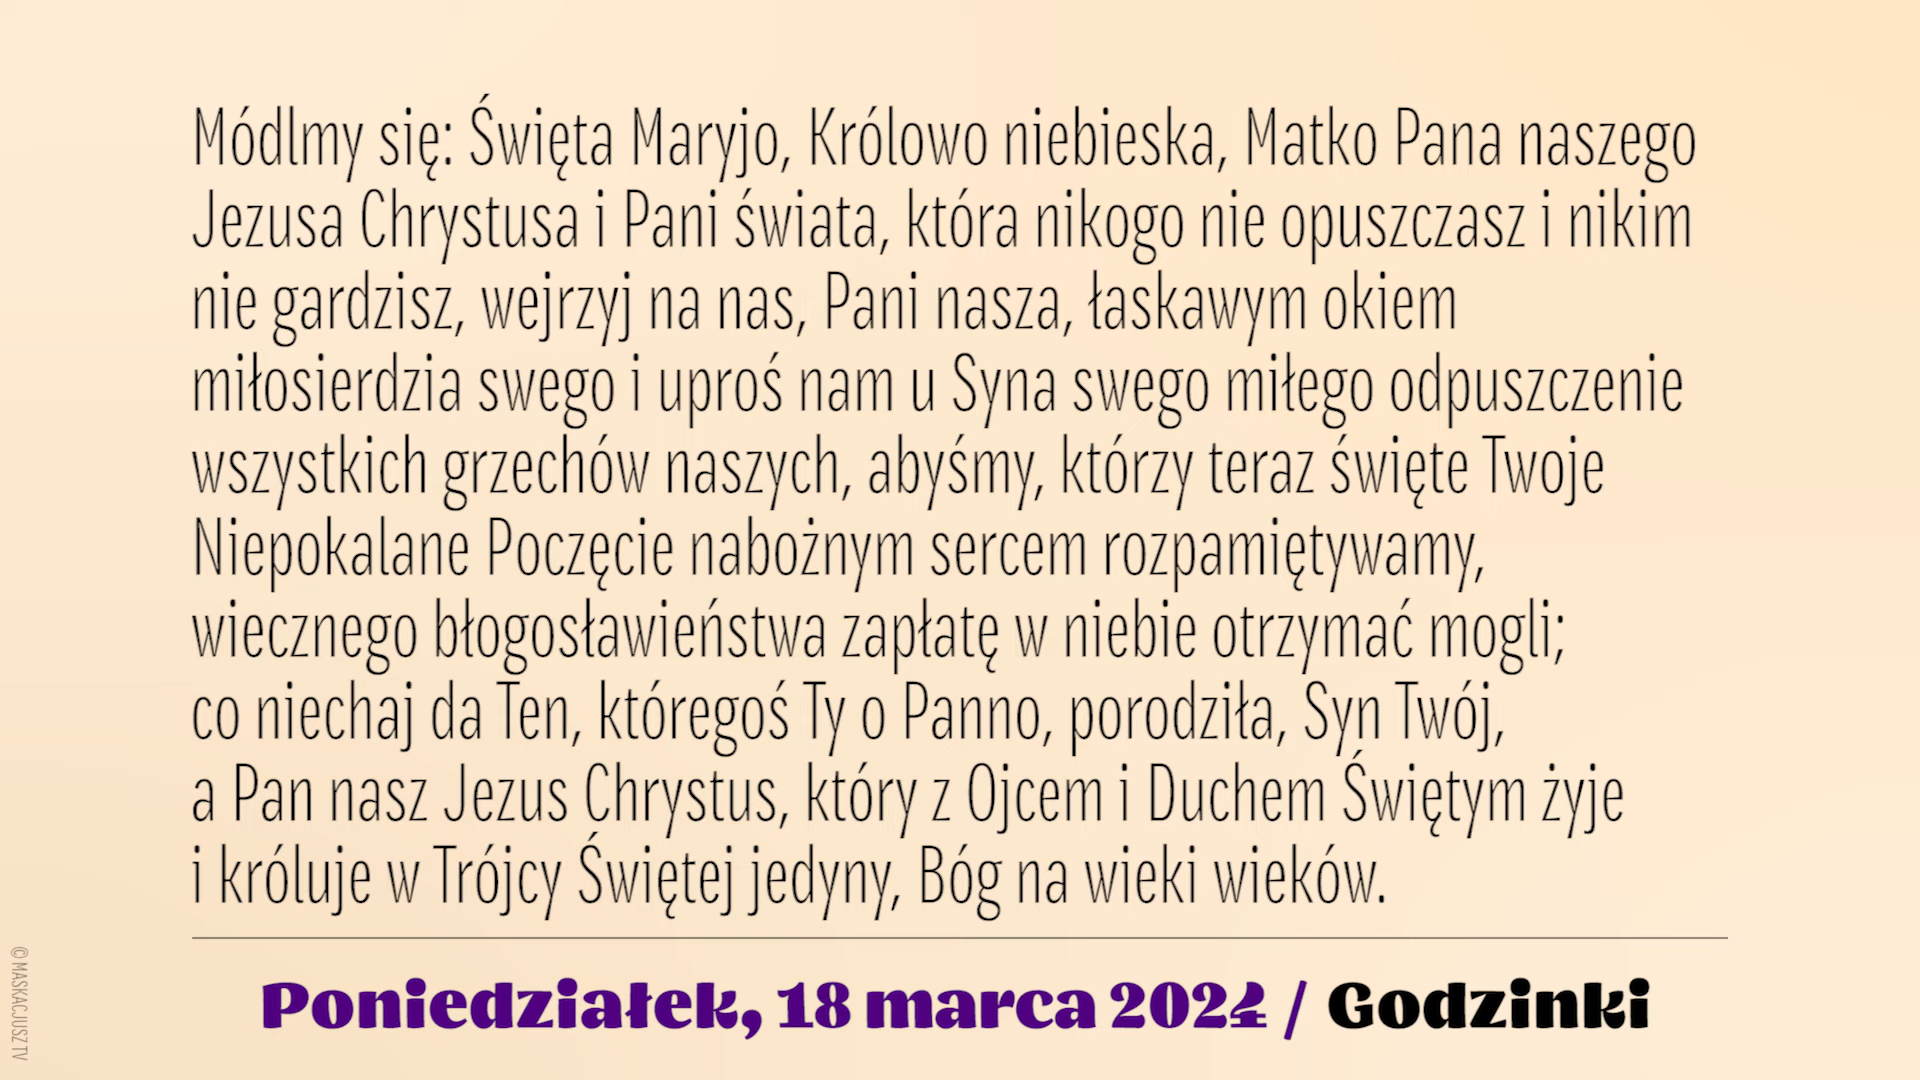 Módlmy się: Święta Maryjo, Królowo niebieska, Matko Pana naszego
Jezusa Chrystusa i Pani świata, która nikogo nie opuszczasz i nikim
nie gardzisz, wejrzyj na nas, Pani nasza, łaskawym okiem
miłosierdzia swego i uproś nam u Syna swego miłego odpuszczenie
wszystkich grzechów naszych, abyśmy, którzy teraz święte Twoje
Niepokalane Poczęcie nabożnym sercem rozpamiętywamy,
wiecznego błogosławieństwa zapłatę w niebie otrzymać mogli;
co niechaj da Ten, któregoś Ty o Panno, porodziła, Syn Twój,
a Pan nasz Jezus Chrystus, który z Ojcem i Duchem Świętym żyje
i króluje w Trójcy Świętej jedyny, Bóg na wieki wieków.
Poniedziałek, 18 marca 2024 / Godzinki
© MASKACJUSZ TV